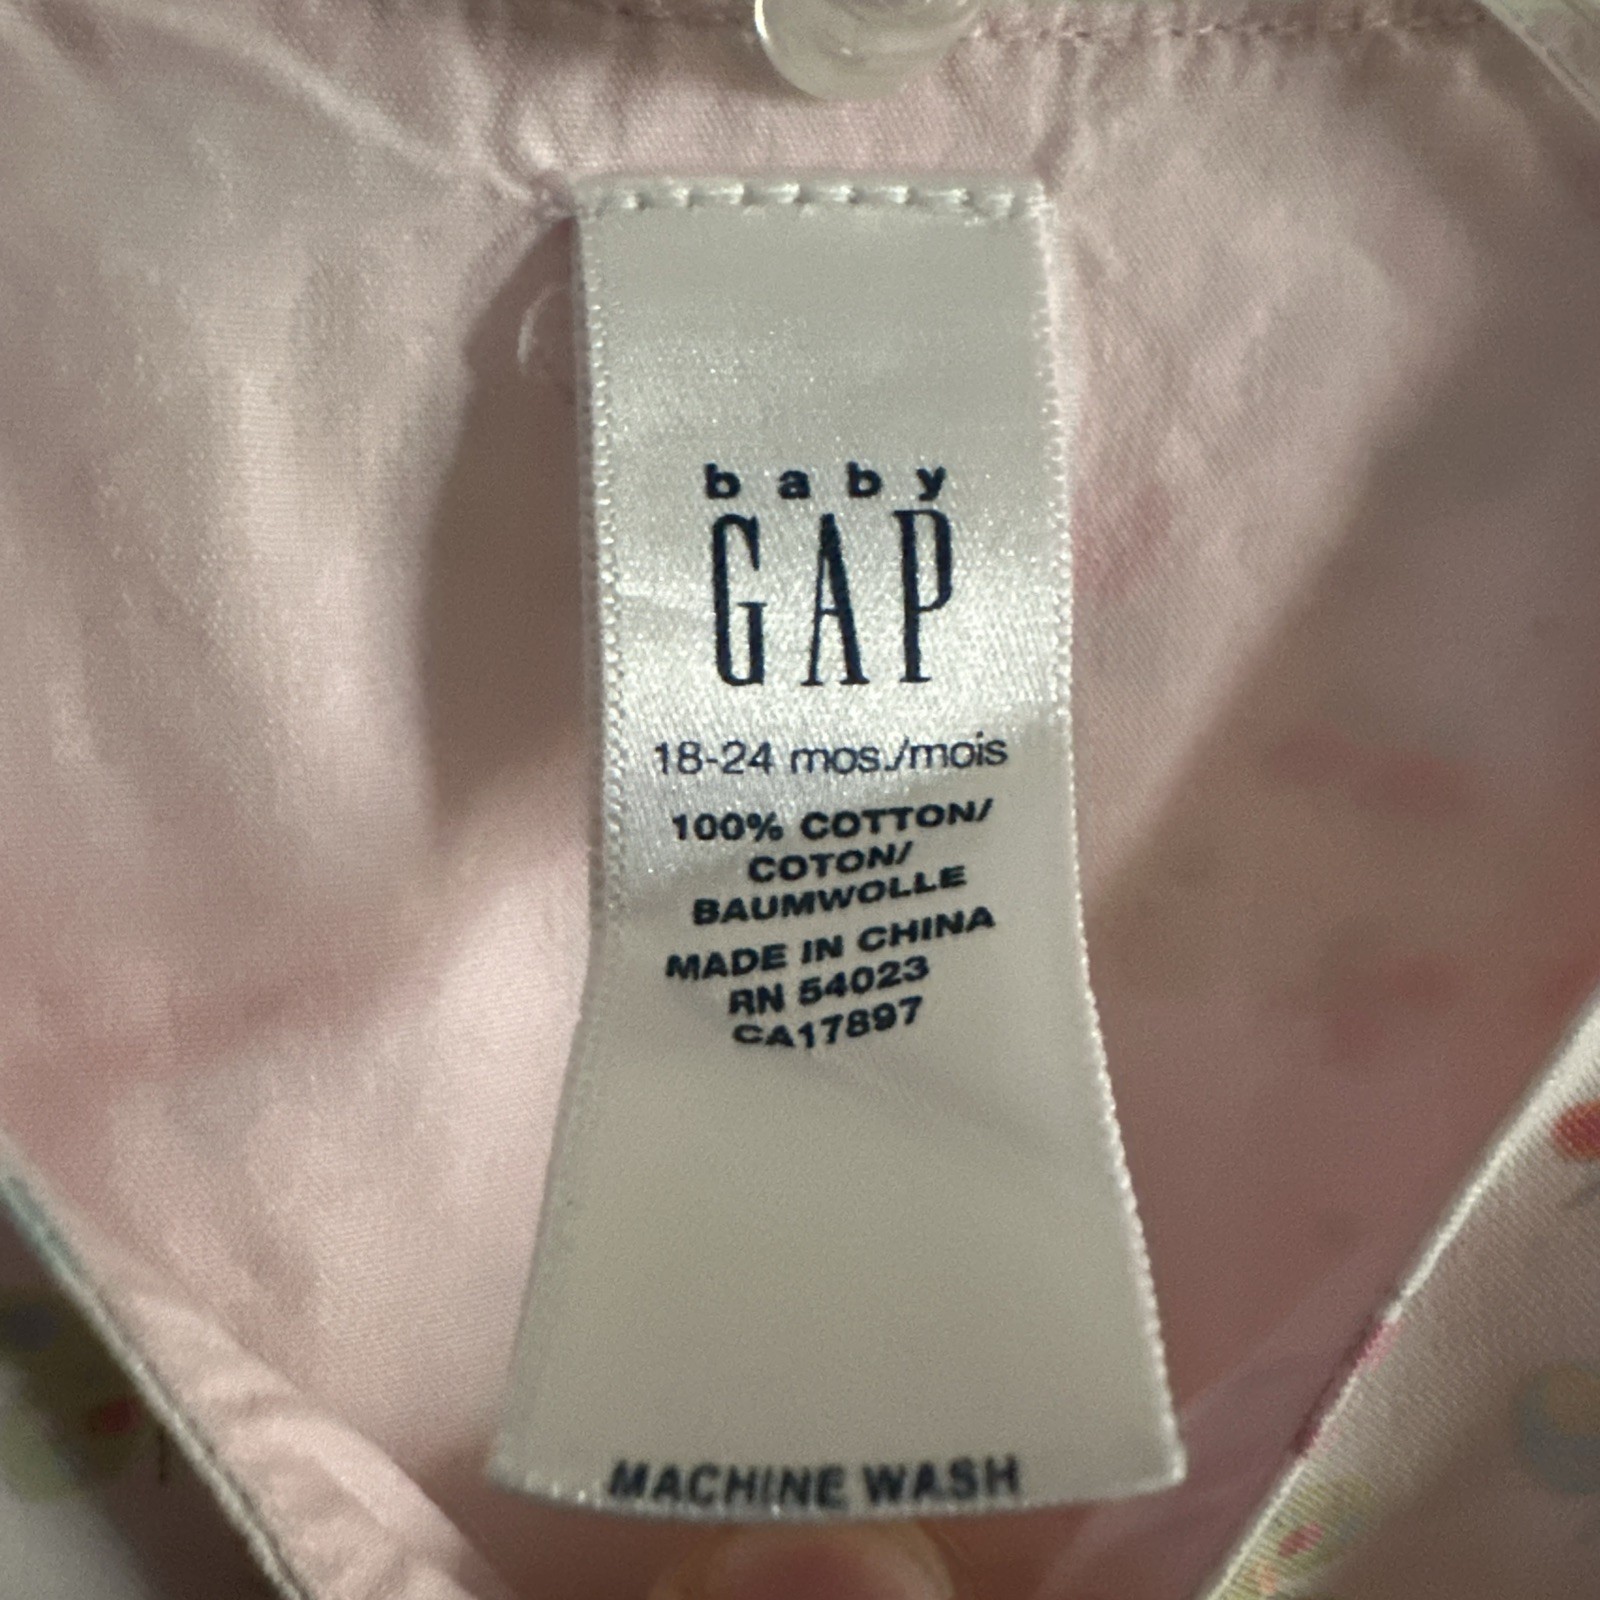 baby
GAP
18-24 mos./mois
100% COTTON/
COTON/
BAUMWOLLE
MADE IN CHINA
RN 54023
CA17897
MACHINE WASH